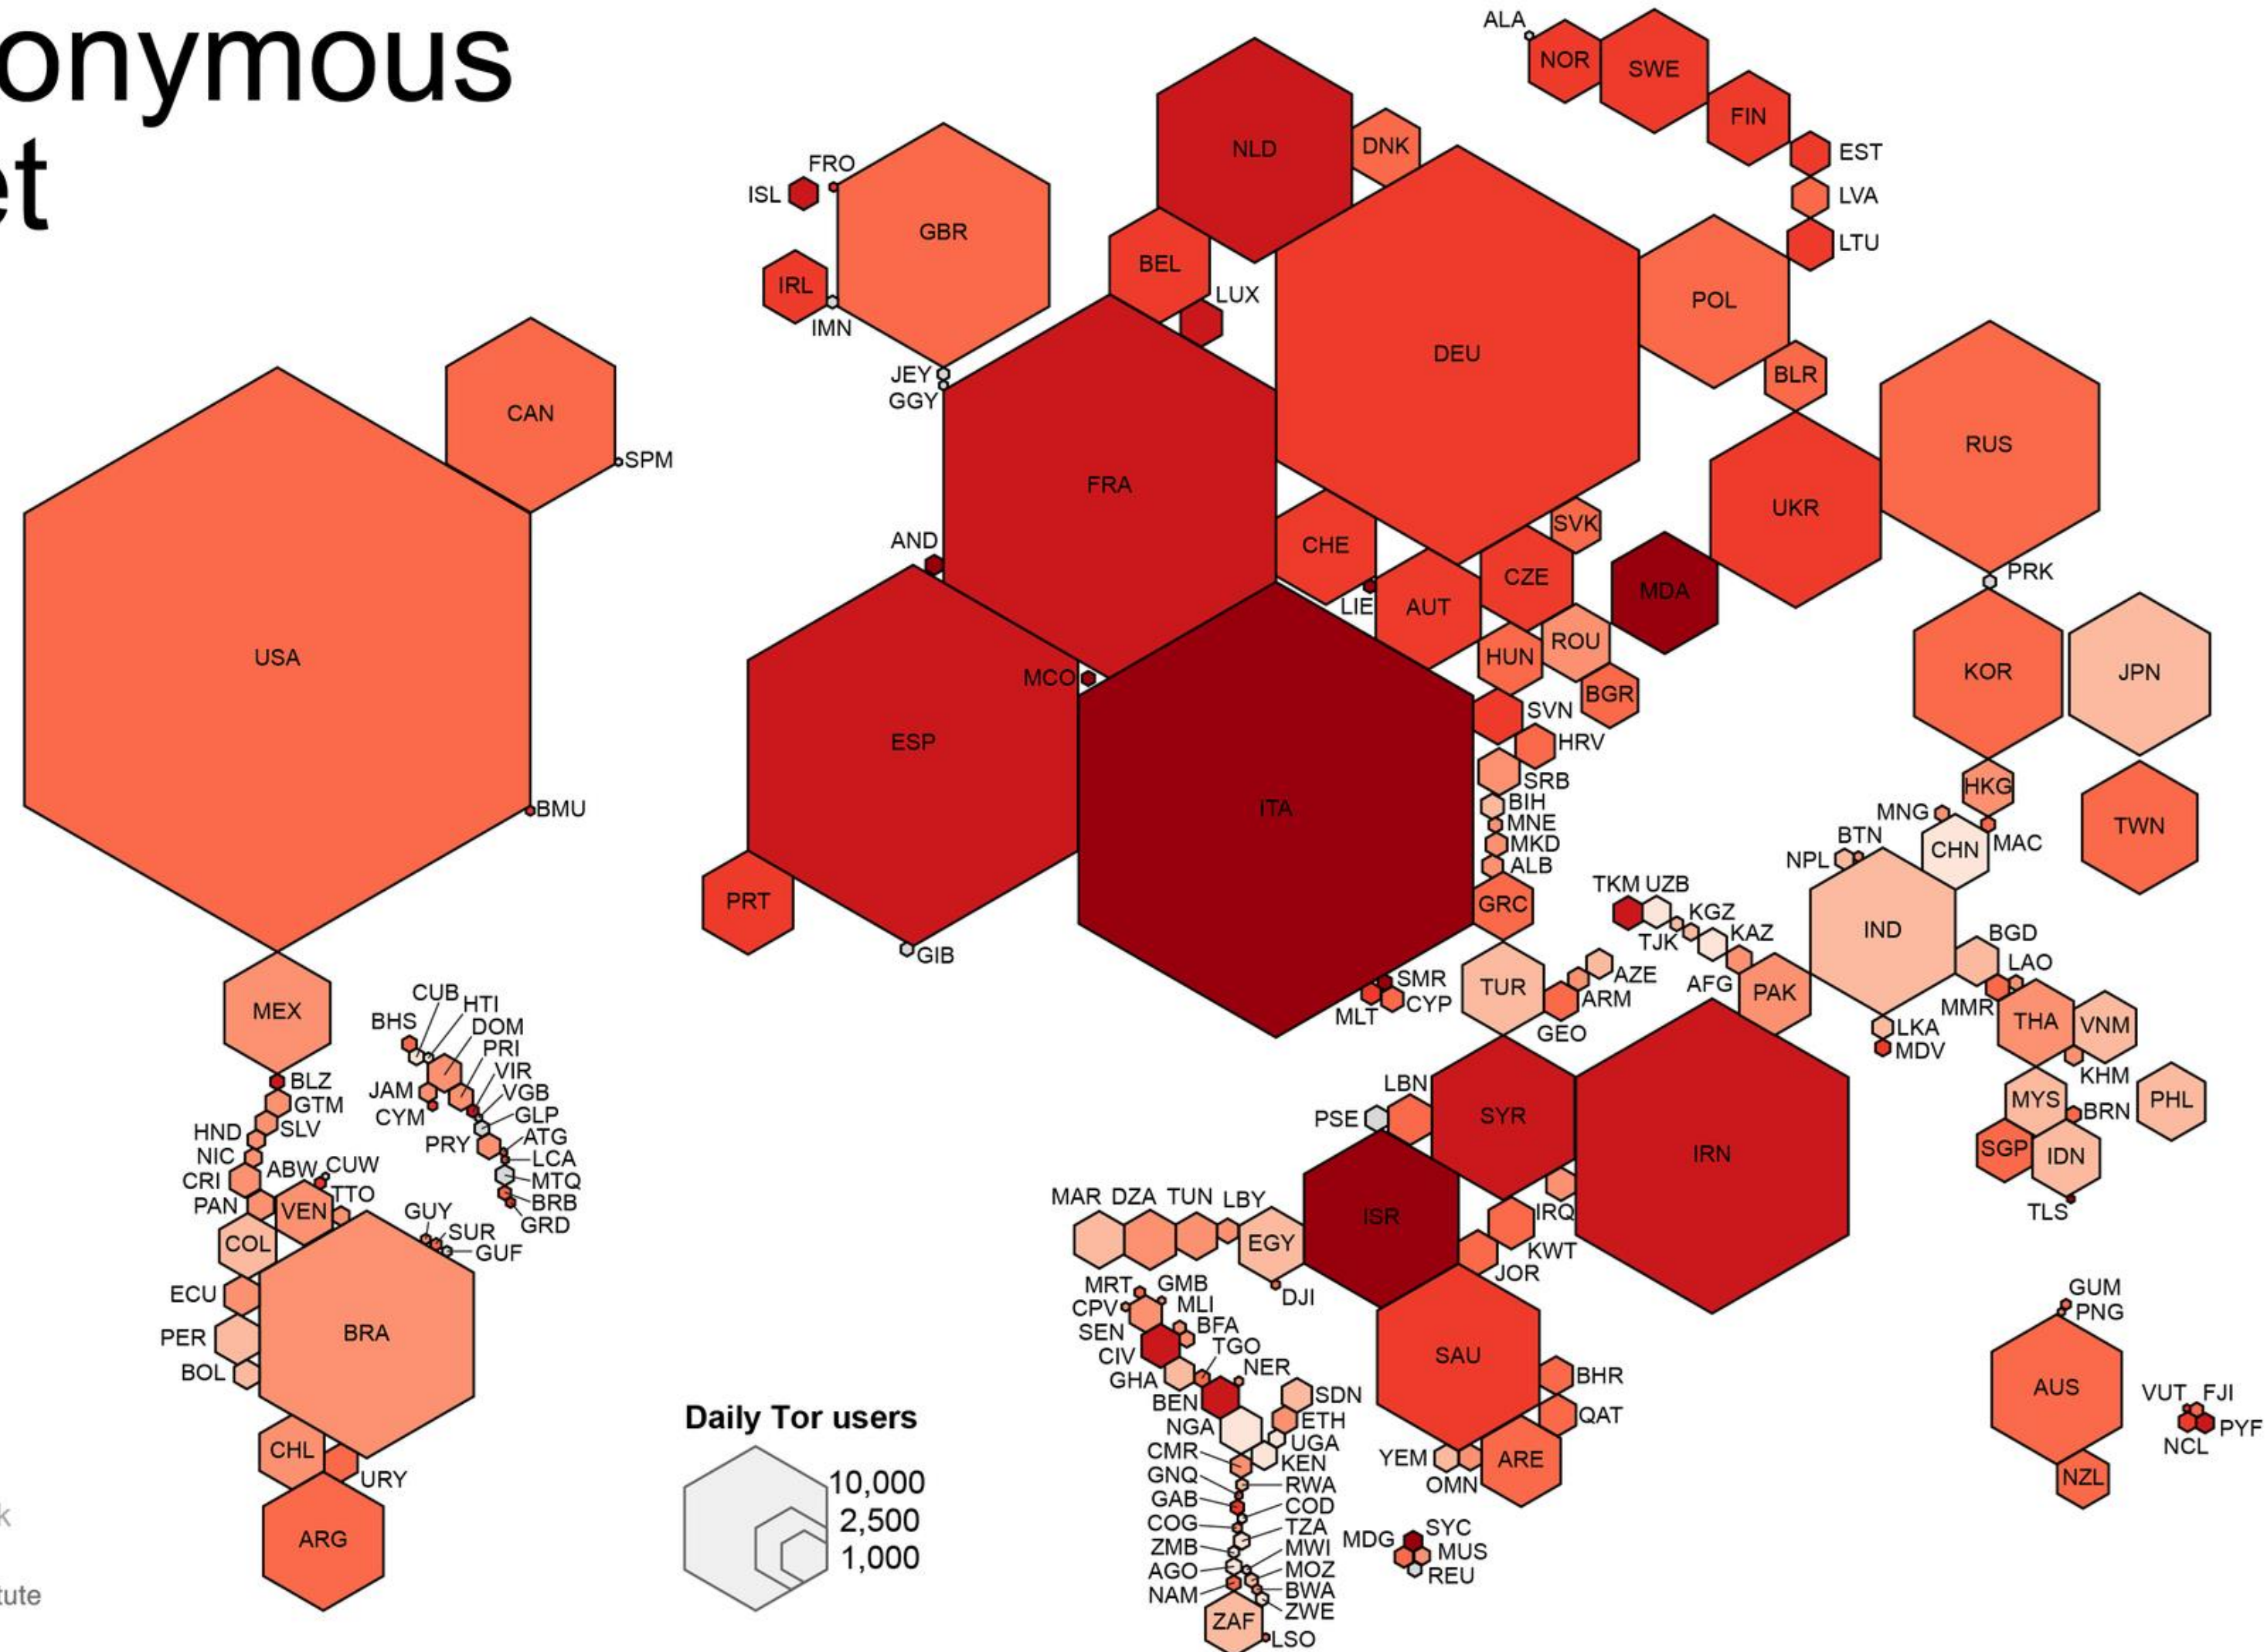 onymous
et
ALA
NOR
SWE
FIN
EST
LVA
LTU
NLD
DNK
FRO
ISL
GBR
IRL
IMN
BEL
LUX
DEU
POL
BLR
JEY
GGY
CAN
SPM
USA
BMU
FRA
RUS
UKR
PRK
AND
CHE
SVK
CZE
MDA
LIE
AUT
HUN
ROU
BGR
KOR
JPN
MCO
ESP
ITA
SVN
HRV
SRB
BIH
MNE
MKD
ALB
GRC
HKG
TWN
MNG
MAC
BTN
NPL
CHN
PRT
GIB
TKM
UZB
KGZ
TJK
KAZ
IND
BGD
LAO
AFG
PAK
MMR
THA
VNM
LKA
MDV
KHM
SMR
CYP
MLT
TUR
AZE
ARM
GEO
MEX
CUB
HTI
BHS
DOM
PRI
VIR
JAM
VGB
CYM
GLP
PRY
ATG
LCA
MTQ
BRB
GRD
BLZ
GTM
SLV
HND
NIC
CRI
ABW
CUW
PAN
VEN
TTO
COL
GUY
SUR
GUF
ECU
PER
BRA
BOL
CHL
URY
ARG
LBN
PSE
SYR
IRN
MYS
BRN
PHL
SGP
IDN
TLS
MAR
DZA
TUN
LBY
EGY
ISR
IRQ
KWT
JOR
DJI
MRT
GMB
CPV
MLI
SEN
BFA
CIV
TGO
GHA
NER
BEN
SDN
NGA
ETH
UGA
CMR
KEN
GNQ
RWA
GAB
COD
COG
TZA
ZMB
MWI
AGO
MOZ
NAM
BWA
ZWE
ZAF
LSO
SAU
BHR
QAT
YEM
OMN
ARE
MDG
SYC
MUS
REU
GUM
PNG
AUS
NZL
VUT
FJI
PYF
NCL
Daily Tor users
10,000
2,500
1,000
k
tute